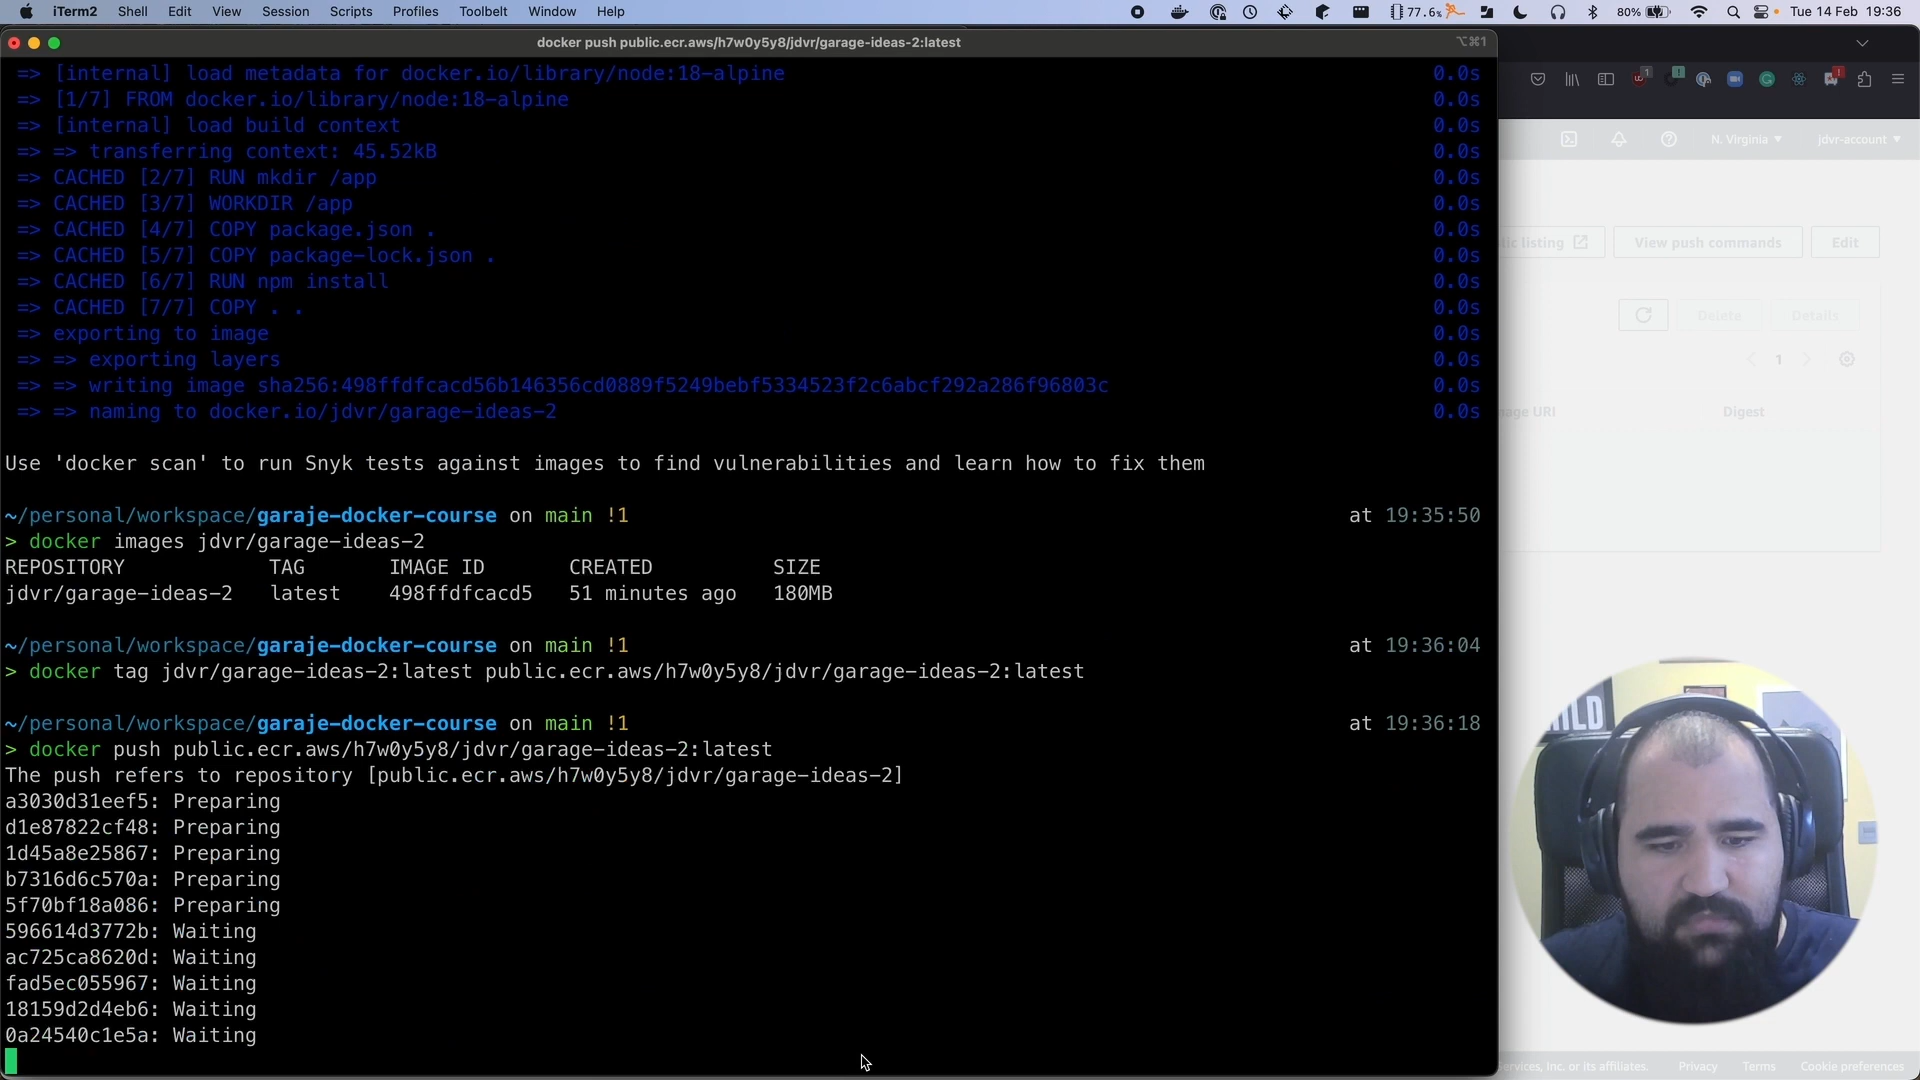 iTerm2 Shell Edit View Session Scripts Profiles Toolbelt Window Help 77.6% 80% Tue 14 Feb 19:36
docker push public.ecr.aws/h7w0y5y8/jdvr/garage-ideas-2:latest ⌥⌘1
=> [internal] load metadata for docker.io/library/node:18-alpine 0.0s
=> [1/7] FROM docker.io/library/node:18-alpine 0.0s
=> [internal] load build context 0.0s
=> => transferring context: 45.52kB 0.0s
=> CACHED [2/7] RUN mkdir /app 0.0s
=> CACHED [3/7] WORKDIR /app 0.0s
=> CACHED [4/7] COPY package.json . 0.0s
=> CACHED [5/7] COPY package-lock.json . 0.0s
=> CACHED [6/7] RUN npm install 0.0s
=> CACHED [7/7] COPY . . 0.0s
=> exporting to image 0.0s
=> => exporting layers 0.0s
=> => writing image sha256:498ffdfcacd56b146356cd0889f5249bebf5334523f2c6abcf292a286f96803c 0.0s
=> => naming to docker.io/jdvr/garage-ideas-2 0.0s
Use 'docker scan' to run Snyk tests against images to find vulnerabilities and learn how to fix them
~/personal/workspace/garaje-docker-course on main !1 at 19:35:50
> docker images jdvr/garage-ideas-2
REPOSITORY TAG IMAGE ID CREATED SIZE
jdvr/garage-ideas-2 latest 498ffdfcacd5 51 minutes ago 180MB
~/personal/workspace/garaje-docker-course on main !1 at 19:36:04
> docker tag jdvr/garage-ideas-2:latest public.ecr.aws/h7w0y5y8/jdvr/garage-ideas-2:latest
~/personal/workspace/garaje-docker-course on main !1 at 19:36:18
> docker push public.ecr.aws/h7w0y5y8/jdvr/garage-ideas-2:latest
The push refers to repository [public.ecr.aws/h7w0y5y8/jdvr/garage-ideas-2]
a3030d31eef5: Preparing
d1e87822cf48: Preparing
1d45a8e25867: Preparing
b7316d6c570a: Preparing
5f70bf18a086: Preparing
596614d3772b: Waiting
ac725ca8620d: Waiting
fad5ec055967: Waiting
18159d2d4eb6: Waiting
0a24540c1e5a: Waiting
N. Virginia jdvr-account
listing View push commands Edit
Delete Details
1
URI Digest
ILD
Inc. or its affiliates. Privacy Terms Cookie preferences